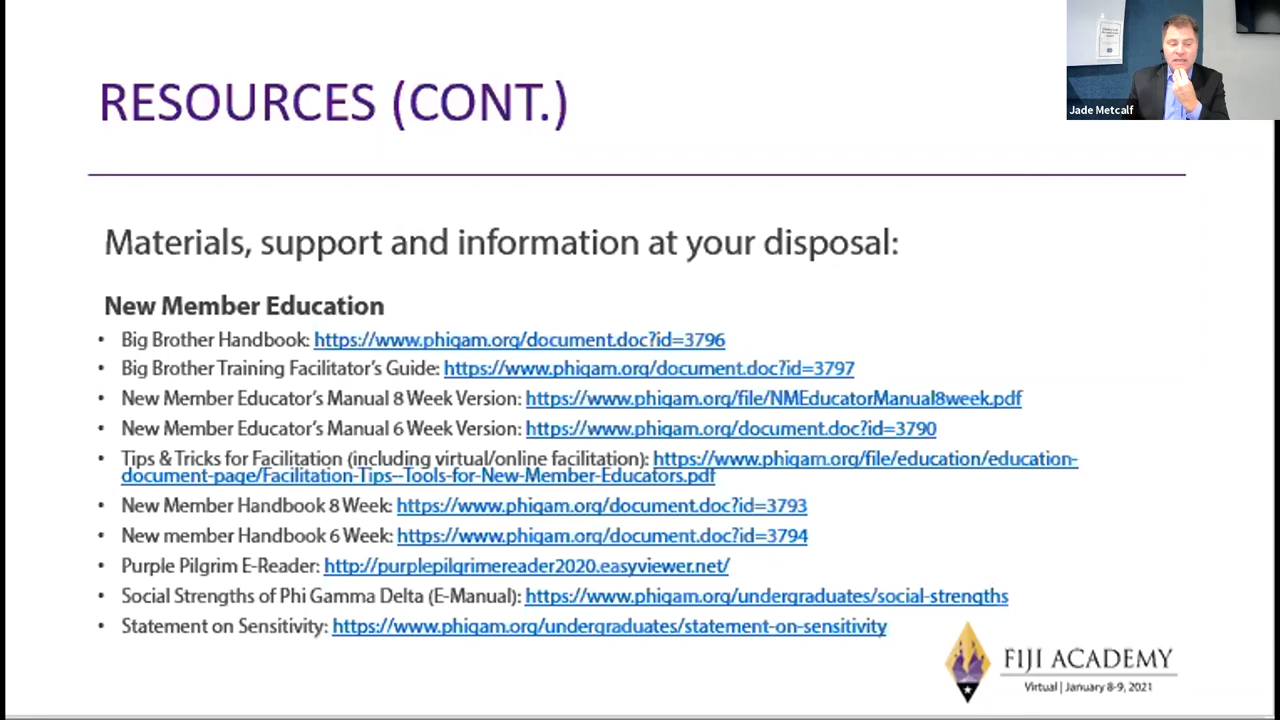 RESOURCES (CONT.)
Jade Metcalf
Materials, support and information at your disposal:
New Member Education
• Big Brother Handbook: https://www.phigam.org/document.doc?id=3796
• Big Brother Training Facilitator's Guide: https://www.phigam.org/document.doc?id=3797
• New Member Educator's Manual 8 Week Version: https://www.phigam.org/file/NMEducatorManual8week.pdf
• New Member Educator's Manual 6 Week Version: https://www.phigam.org/document.doc?id=3790
• Tips & Tricks for Facilitation (including virtual/online facilitation): https://www.phigam.org/file/education/education-
document-page/Facilitation-Tips--Tools-for-New-Member-Educators.pdf
• New Member Handbook 8 Week: https://www.phigam.org/document.doc?id=3793
• New member Handbook 6 Week: https://www.phigam.org/document.doc?id=3794
• Purple Pilgrim E-Reader: http://purplepilgrimereader2020.easyviewer.net/
• Social Strengths of Phi Gamma Delta (E-Manual): https://www.phigam.org/undergraduates/social-strengths
• Statement on Sensitivity: https://www.phigam.org/undergraduates/statement-on-sensitivity
FIJI ACADEMY
Virtual | January 8-9, 2021